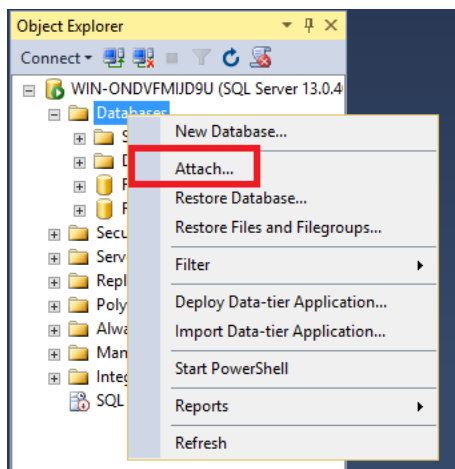 Object Explorer
Connect
WIN-ONDVFMIJD9U (SQL Server 13.0.4
Databases
New Database...
Attach...
Restore Database...
Restore Files and Filegroups...
Secu
Filter
Serv
Repl
Deploy Data-tier Application...
Poly
Import Data-tier Application...
Alwa
Man
Start PowerShell
Integ
SQL
Reports
Refresh